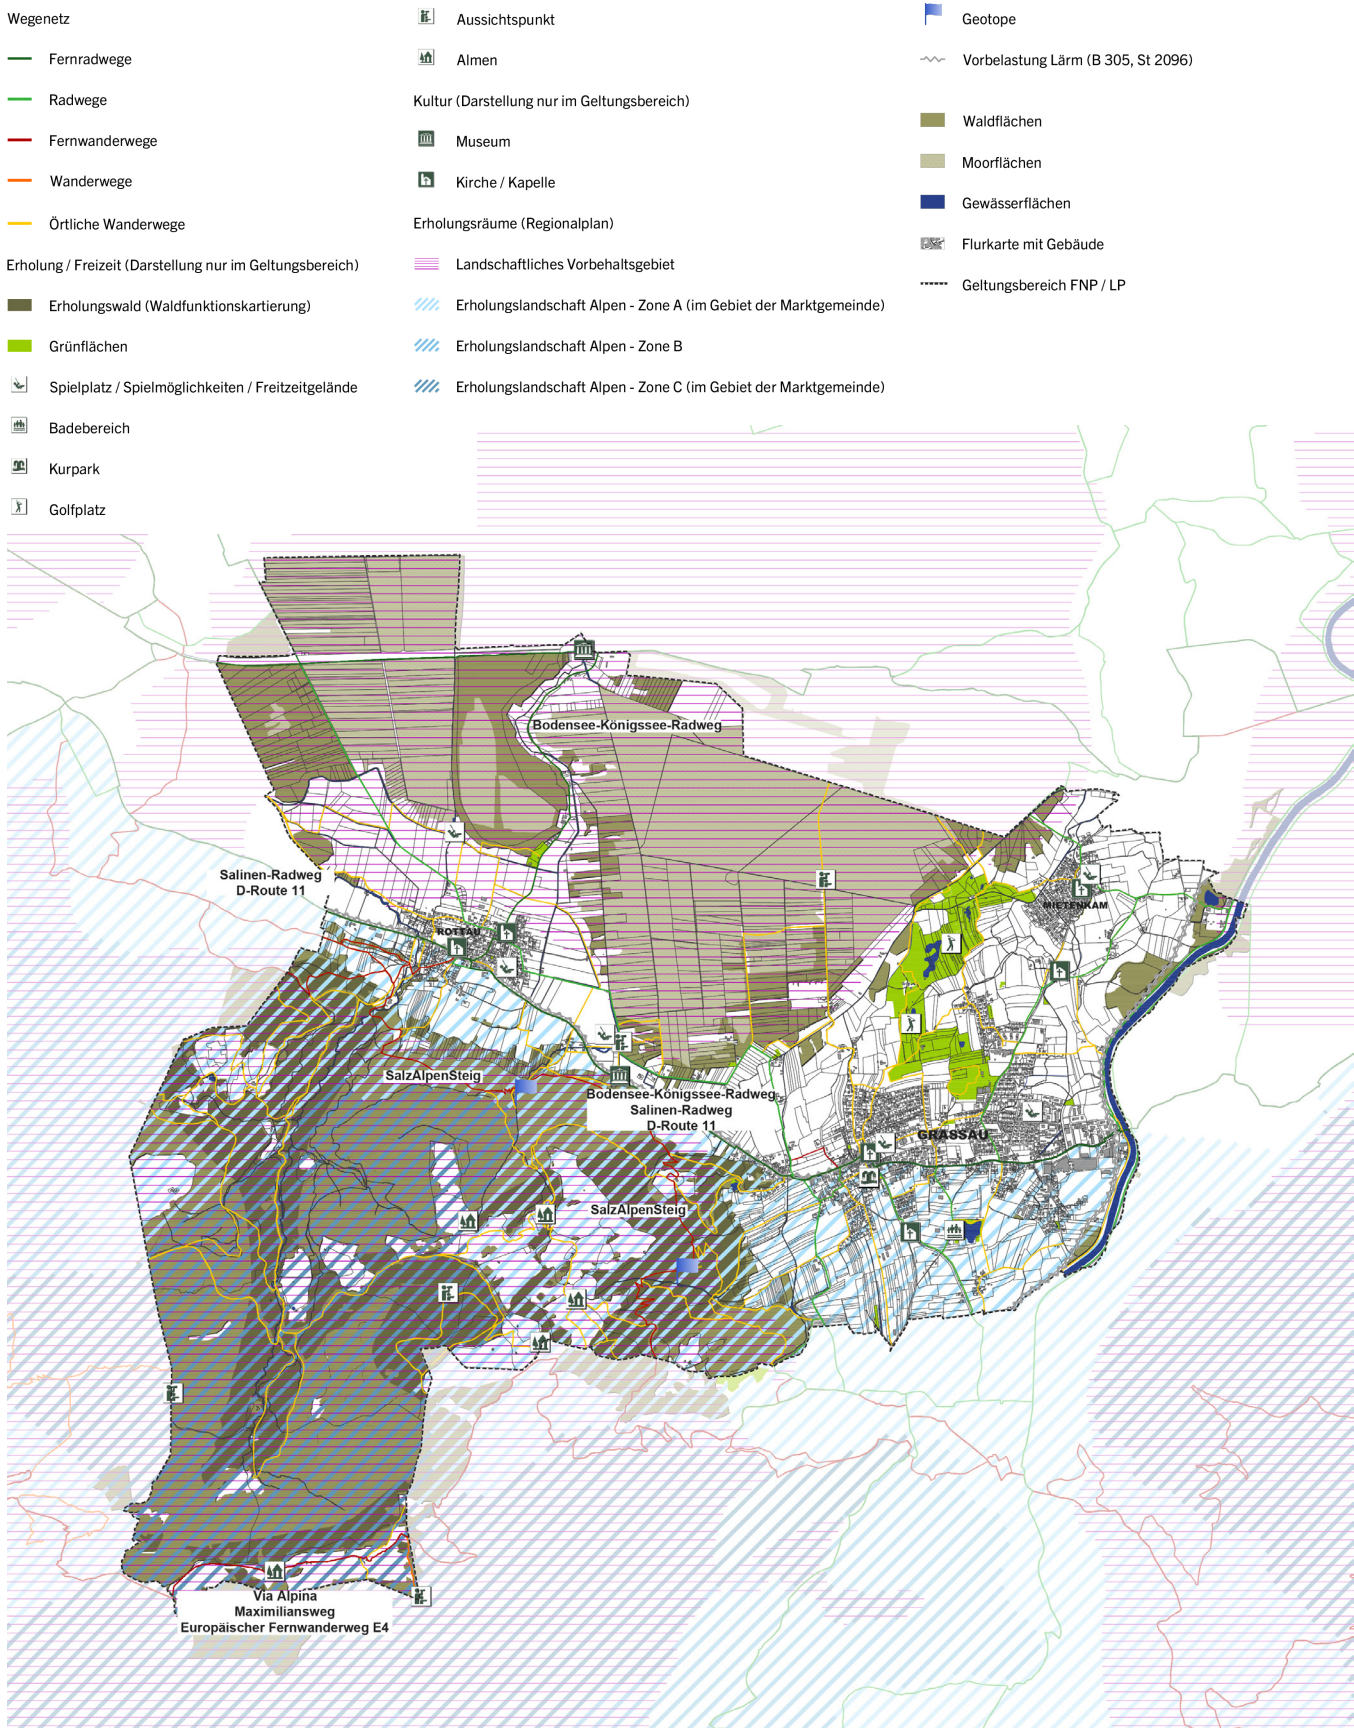 Wegenetz
Fernradwege
Radwege
Fernwanderwege
Wanderwege
Örtliche Wanderwege
Erholung / Freizeit (Darstellung nur im Geltungsbereich)
Erholungswald (Waldfunktionskartierung)
Grünflächen
Spielplatz / Spielmöglichkeiten / Freitzeitgelände
Badebereich
Kurpark
Golfplatz
Aussichtspunkt
Almen
Kultur (Darstellung nur im Geltungsbereich)
Museum
Kirche / Kapelle
Erholungsräume (Regionalplan)
Landschaftliches Vorbehaltsgebiet
Erholungslandschaft Alpen - Zone A (im Gebiet der Marktgemeinde)
Erholungslandschaft Alpen - Zone B
Erholungslandschaft Alpen - Zone C (im Gebiet der Marktgemeinde)
Geotope
Vorbelastung Lärm (B 305, St 2096)
Waldflächen
Moorflächen
Gewässerflächen
Flurkarte mit Gebäude
Geltungsbereich FNP / LP
Bodensee-Königssee-Radweg
Salinen-Radweg
D-Route 11
MIETENKAM
ROTTAU
SalzAlpenSteig
Bodensee-Königssee-Radweg
Salinen-Radweg
D-Route 11
GRASSAU
SalzAlpenSteig
Via Alpina
Maximiliansweg
Europäischer Fernwanderweg E4